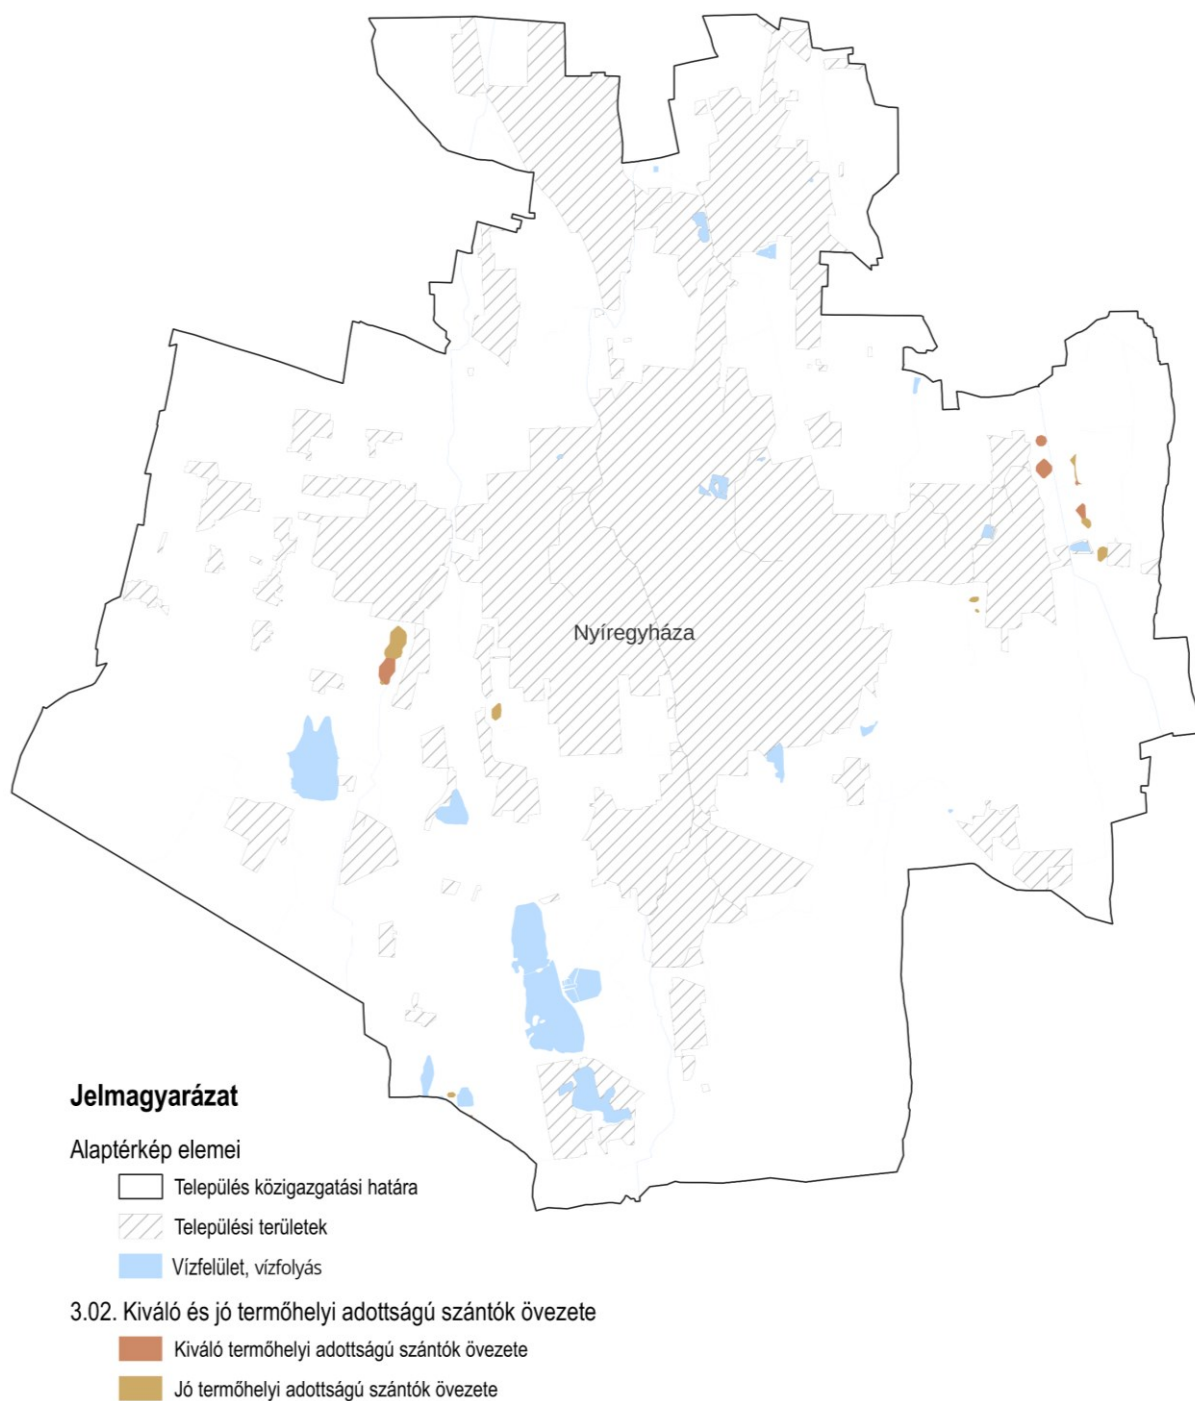 Nyíregyháza
Jelmagyarázat
Alaptérkép elemei
Település közigazgatási határa
Települési területek
Vízfelület, vízfolyás
3.02. Kiváló és jó termőhelyi adottságú szántók övezete
Kiváló termőhelyi adottságú szántók övezete
Jó termőhelyi adottságú szántók övezete